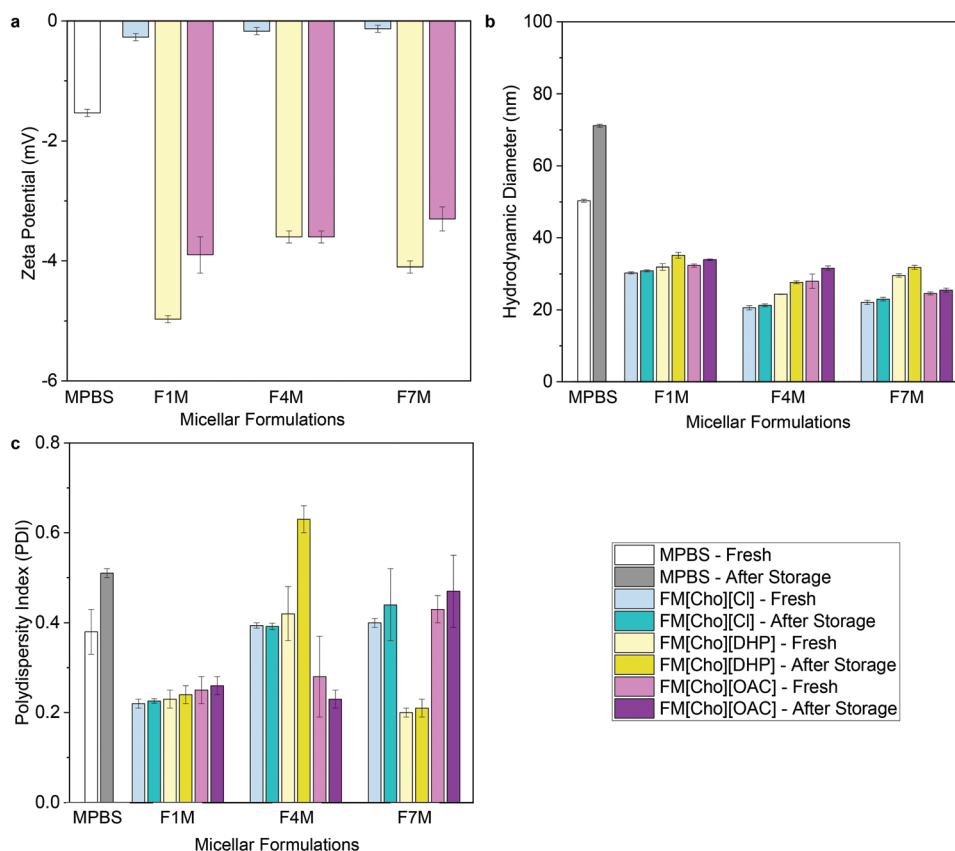 a
0
-2
-4
-6
Zeta Potential (mV)
MPBS F1M F4M F7M
Micellar Formulations
b
100
80
60
40
20
0
Hydrodynamic Diameter (nm)
MPBS F1M F4M F7M
Micellar Formulations
c
0.8
0.6
0.4
0.2
0.0
Polydispersity Index (PDI)
MPBS F1M F4M F7M
Micellar Formulations
MPBS - Fresh
MPBS - After Storage
FM[Cho][Cl] - Fresh
FM[Cho][Cl] - After Storage
FM[Cho][DHP] - Fresh
FM[Cho][DHP] - After Storage
FM[Cho][OAC] - Fresh
FM[Cho][OAC] - After Storage